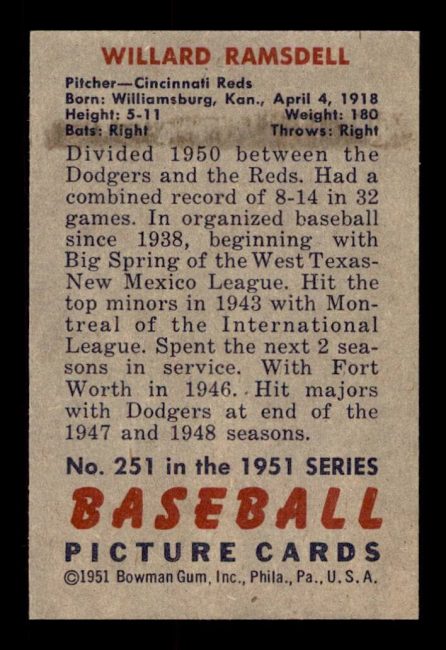 WILLARD RAMSDELL
Pitcher—Cincinnati Reds
Born: Williamsburg, Kan., April 4, 1918
Height: 5-11 Weight: 180
Bats: Right Throws: Right
Divided 1950 between the
Dodgers and the Reds. Had a
combined record of 8-14 in 32
games. In organized baseball
since 1938, beginning with
Big Spring of the West Texas-
New Mexico League. Hit the
top minors in 1943 with Mon-
treal of the International
League. Spent the next 2 sea-
sons in service. With Fort
Worth in 1946. Hit majors
with Dodgers at end of the
1947 and 1948 seasons.
No. 251 in the 1951 SERIES
BASEBALL
PICTURE CARDS
©1951 Bowman Gum, Inc., Phila., Pa., U.S.A.